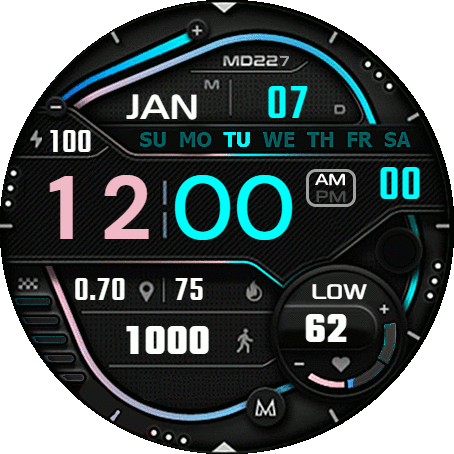 MD227
JAN M 07 D
100 SU MO TU WE TH FR SA
12 00 AM PM 00
0.70 75
LOW
1000 62
+
-
M